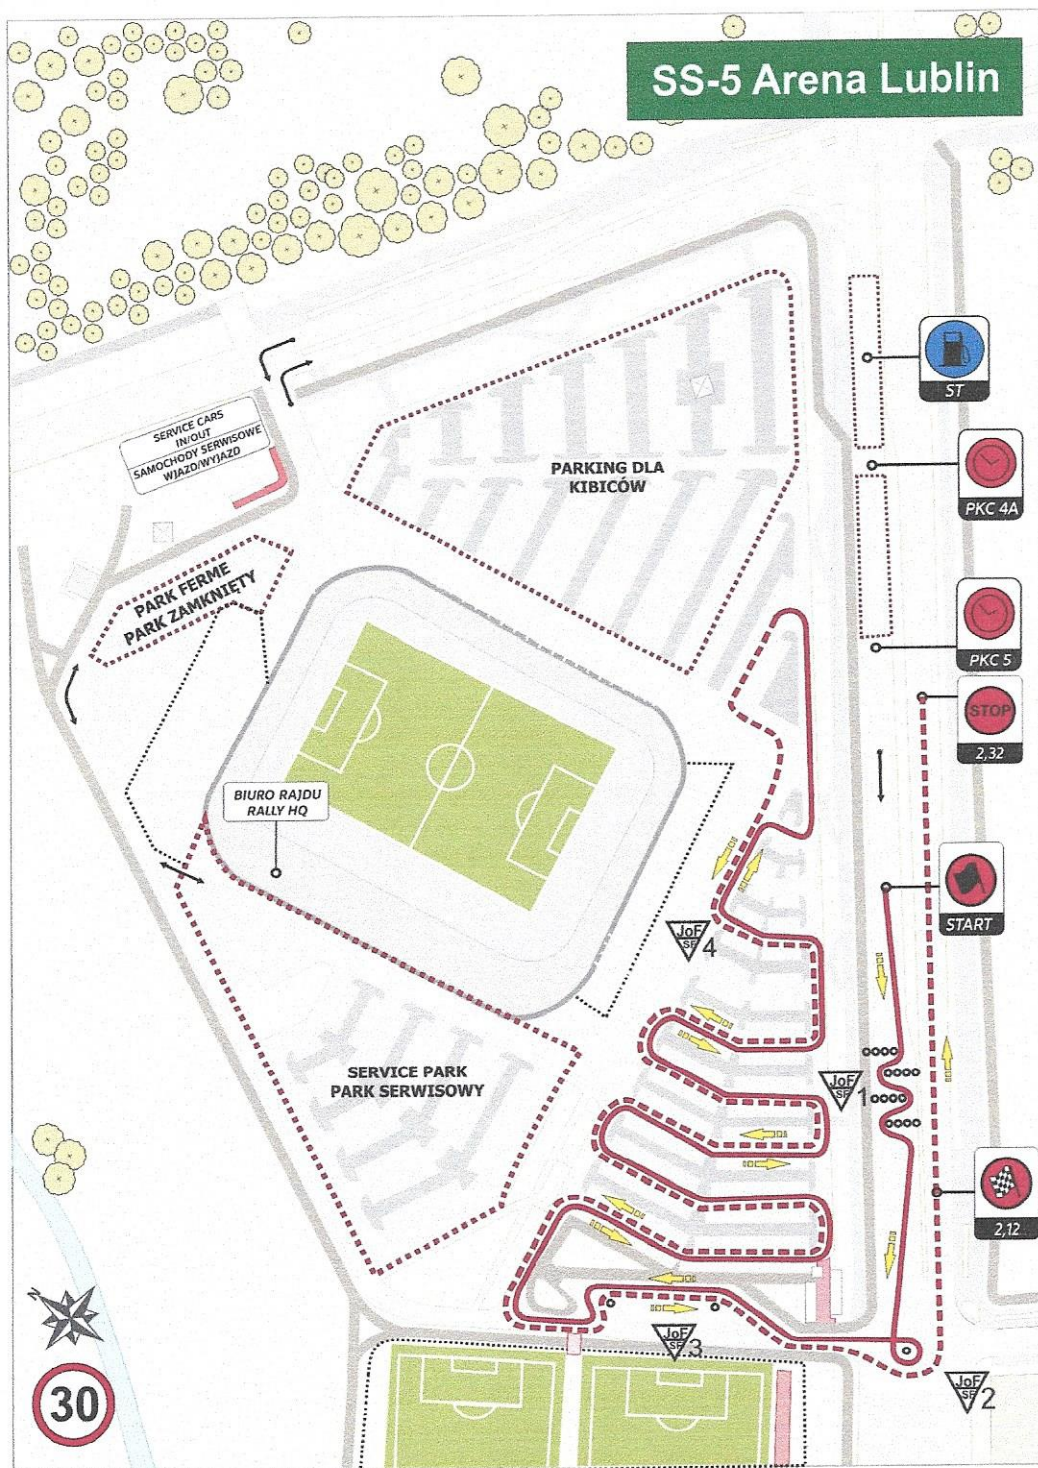 SS-5 Arena Lublin
ST
SERVICE CARS
IN/OUT
SAMOCHODY SERWISOWE
WJAZD/WYJAZD
PARKING DLA
KIBICÓW
PKC 4A
PARK FERME
PARK ZAMKNIĘTY
PKC 5
STOP
2,32
BIURO RAJDU
RALLY HQ
START
JoF
SF
4
SERVICE PARK
PARK SERWISOWY
JoF
SF
1
2,12
N
JoF
SF
3
JoF
SF
2
30